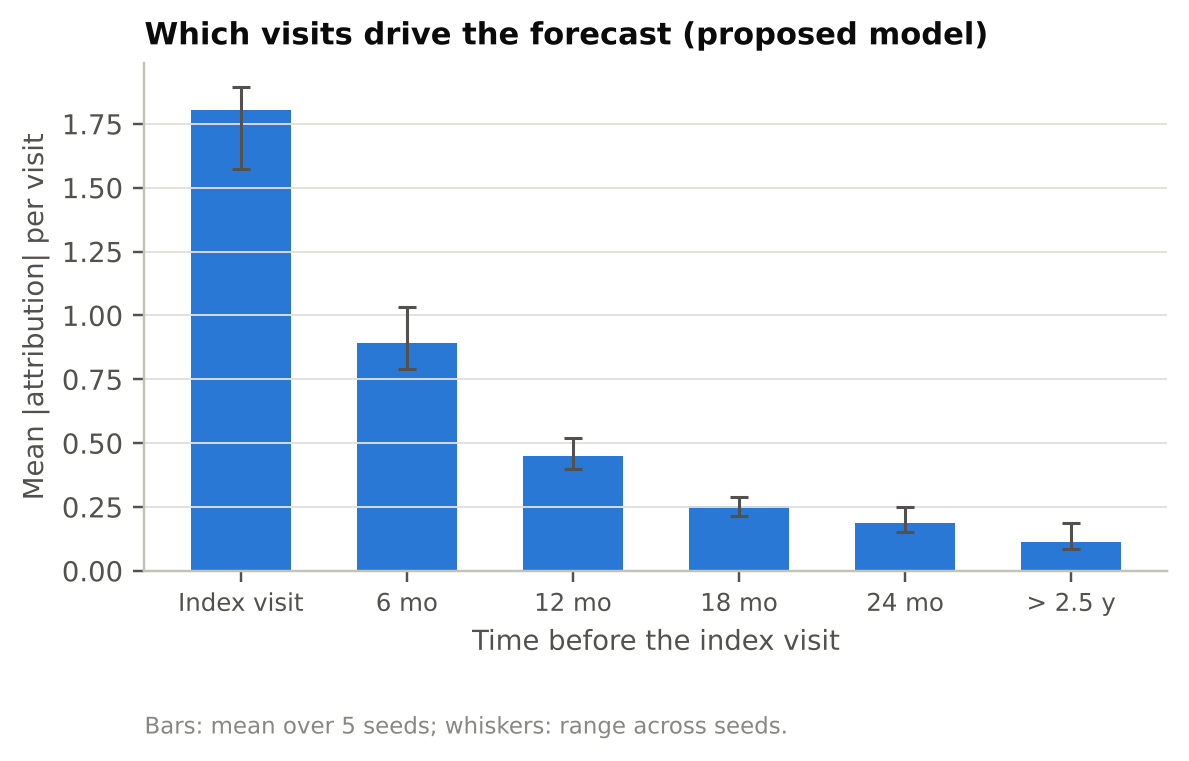 Which visits drive the forecast (proposed model)
Mean |attribution| per visit
1.75
1.50
1.25
1.00
0.75
0.50
0.25
0.00
Index visit
6 mo
12 mo
18 mo
24 mo
> 2.5 y
Time before the index visit
Bars: mean over 5 seeds; whiskers: range across seeds.